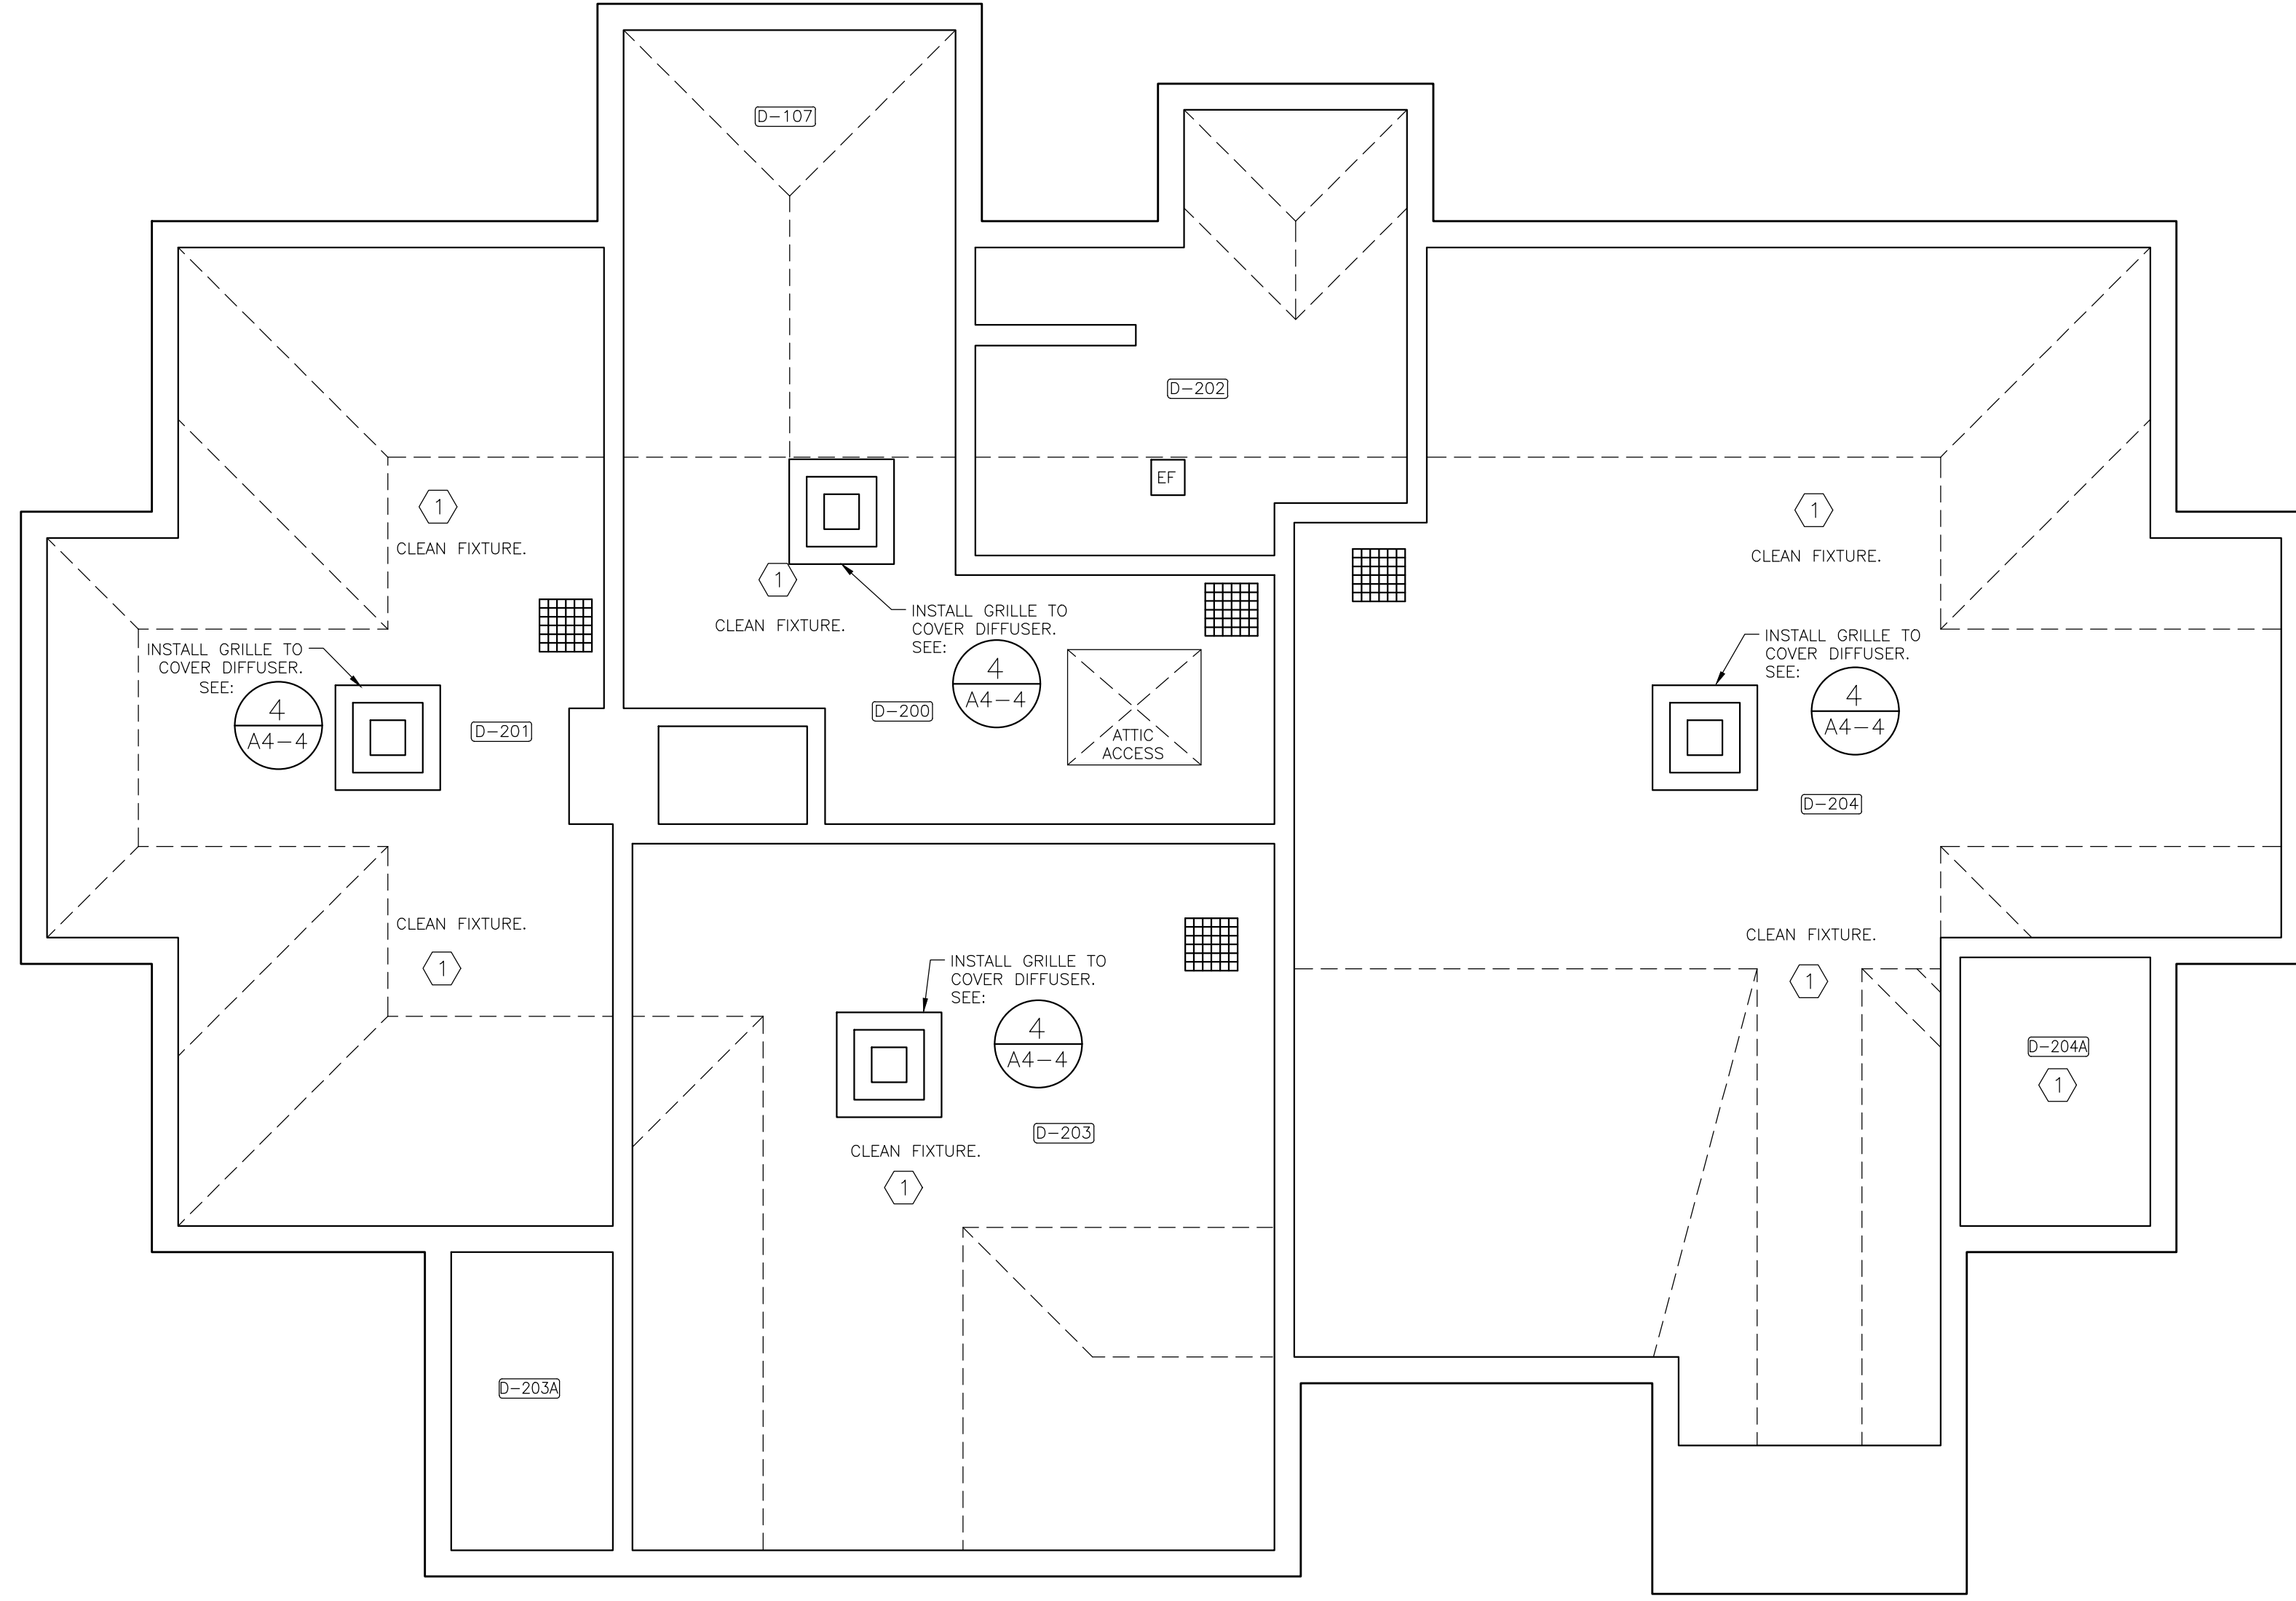 D-107
D-202
EF
1
CLEAN FIXTURE.
1
CLEAN FIXTURE.
1
CLEAN FIXTURE.
INSTALL GRILLE TO
COVER DIFFUSER.
SEE:
4
A4-4
INSTALL GRILLE TO
COVER DIFFUSER.
SEE:
4
A4-4
D-201
D-200
ATTIC
ACCESS
INSTALL GRILLE TO
COVER DIFFUSER.
SEE:
4
A4-4
D-204
CLEAN FIXTURE.
1
INSTALL GRILLE TO
COVER DIFFUSER.
SEE:
4
A4-4
CLEAN FIXTURE.
1
D-204A
1
D-203
CLEAN FIXTURE.
1
D-203A